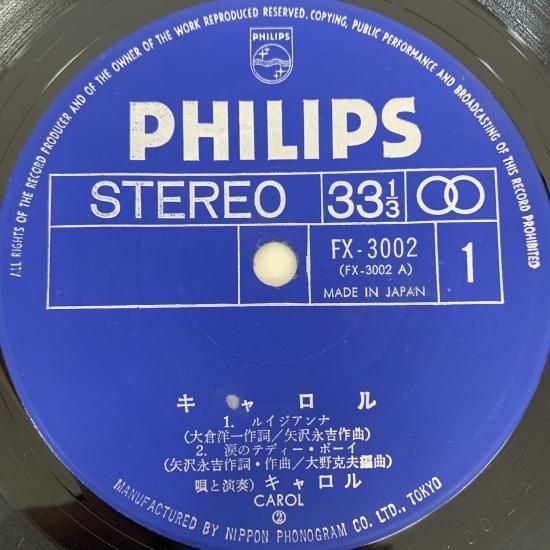 ALL RIGHTS OF THE RECORD PRODUCER AND OF THE OWNER OF THE WORK REPRODUCED RESERVED. COPYING, PUBLIC PERFORMANCE AND BROADCASTING OF THIS RECORD PROHIBITED
PHILIPS
PHILIPS
STEREO 33 1/3
FX-3002
(FX-3002 A)
MADE IN JAPAN
1
キャロル
1. ルイジアンナ
(大倉洋一作詞/矢沢永吉作曲)
2. 涙のテディー・ボーイ
(矢沢永吉作詞・作曲/大野克夫編曲)
唄と演奏) キャロル
CAROL
②
MANUFACTURED BY NIPPON PHONOGRAM CO. LTD., TOKYO